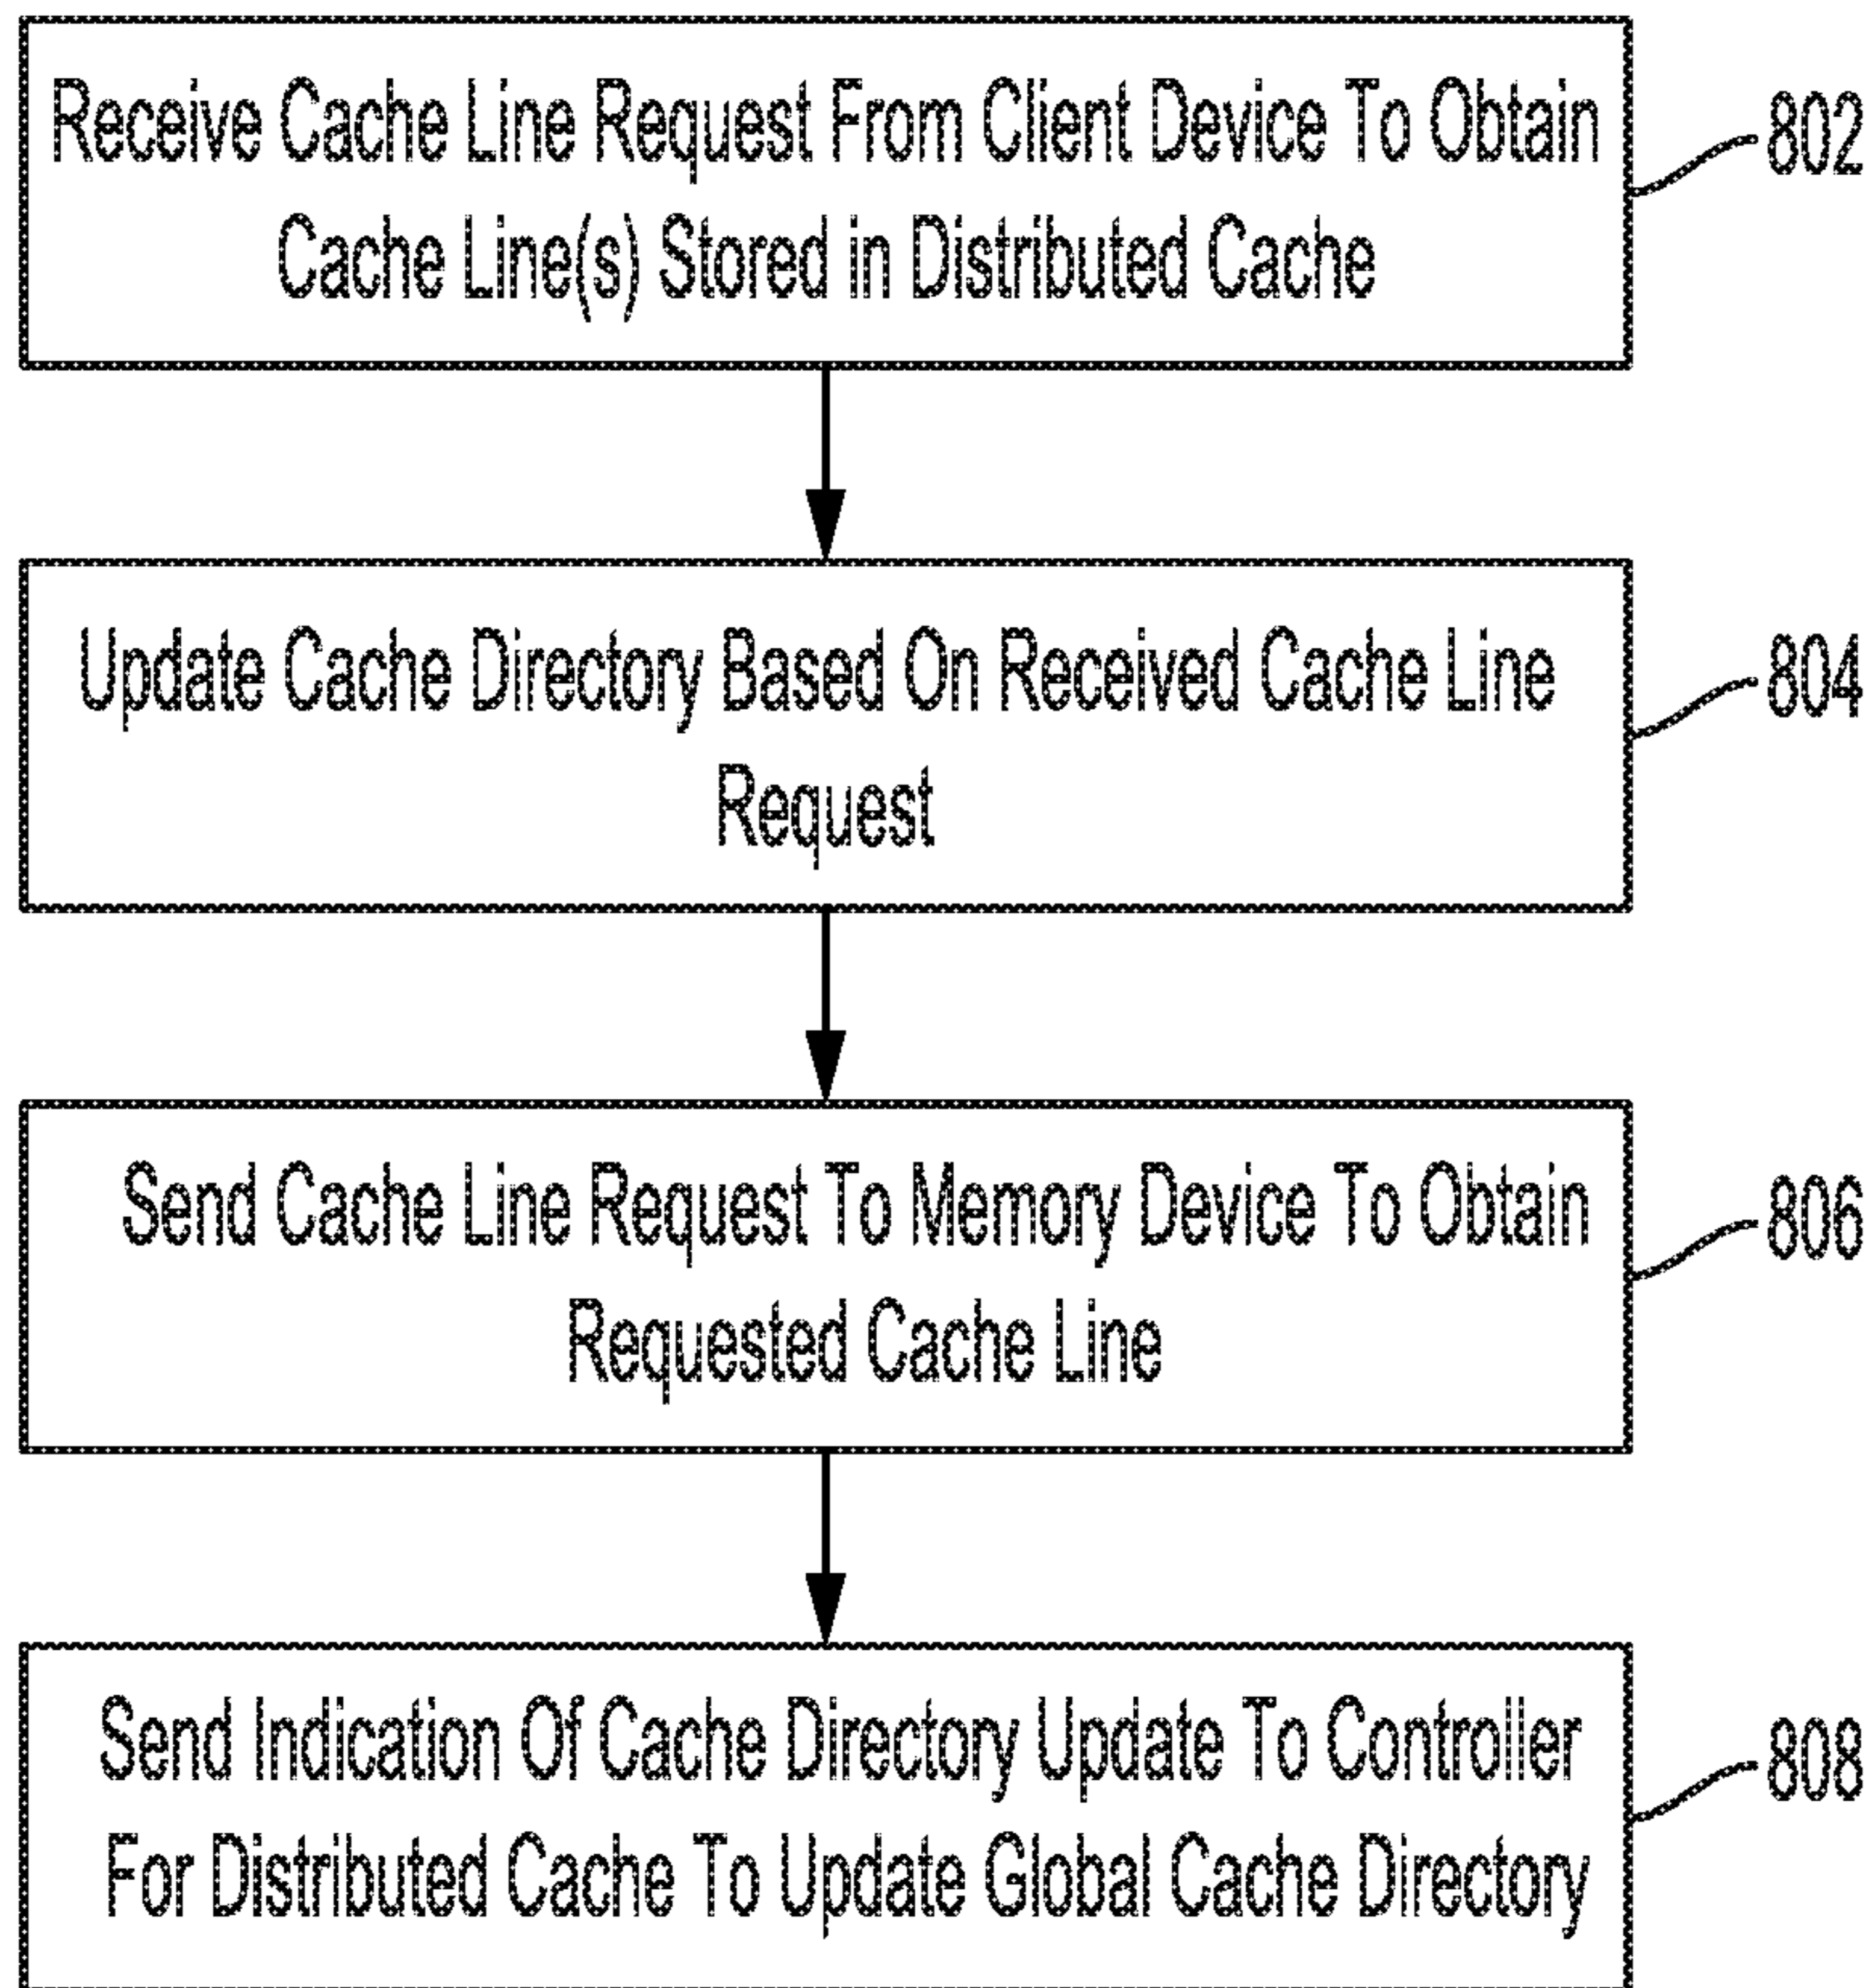 Receive Cache Line Request From Client Device To Obtain
Cache Line(s) Stored in Distributed Cache
802
Update Cache Directory Based On Received Cache Line
Request
804
Send Cache Line Request To Memory Device To Obtain
Requested Cache Line
806
Send Indication Of Cache Directory Update To Controller
For Distributed Cache To Update Global Cache Directory
808